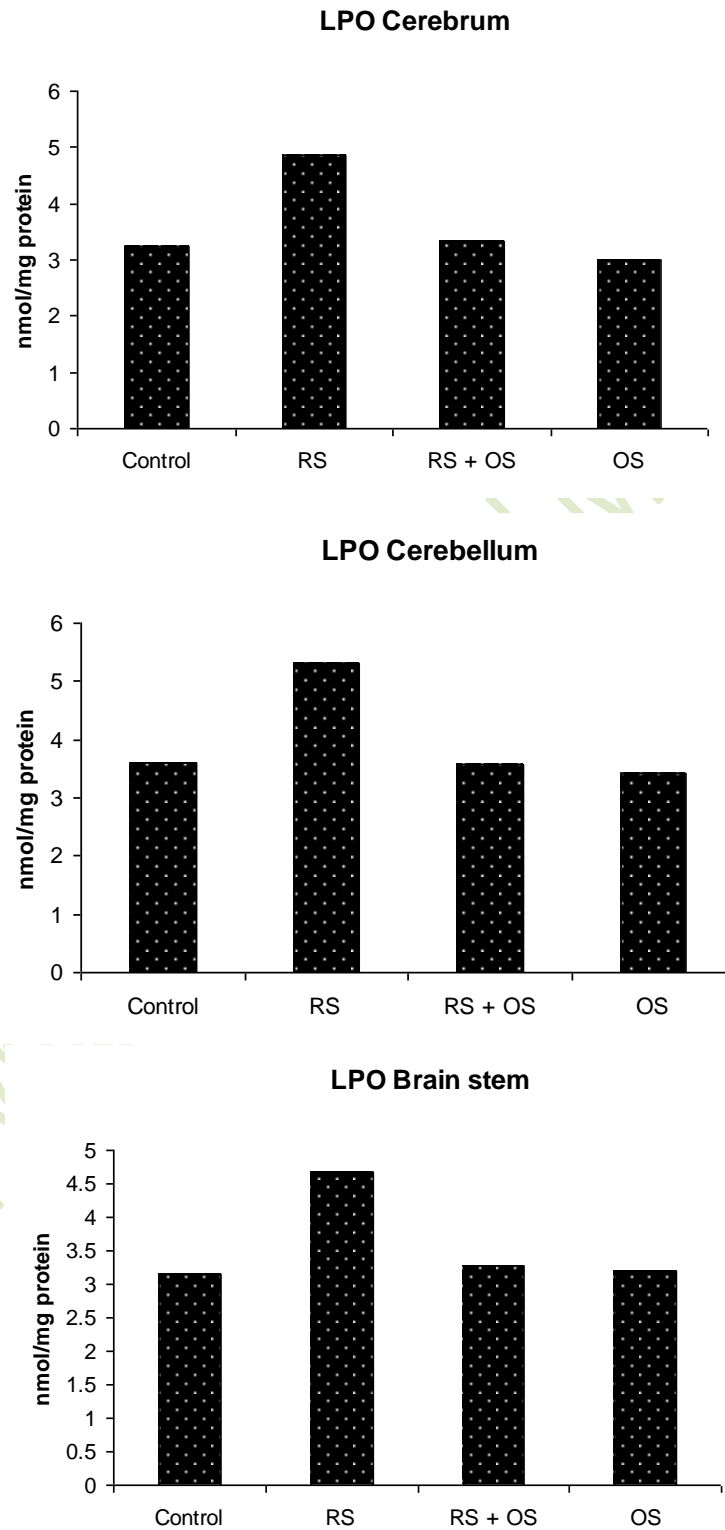 LPO Cerebrum
6
5
4
3
2
1
0
nmol/mg protein
Control RS RS + OS OS
LPO Cerebellum
6
5
4
3
2
1
0
nmol/mg protein
Control RS RS + OS OS
LPO Brain stem
5
4.5
4
3.5
3
2.5
2
1.5
1
0.5
0
nmol/mg protein
Control RS RS + OS OS